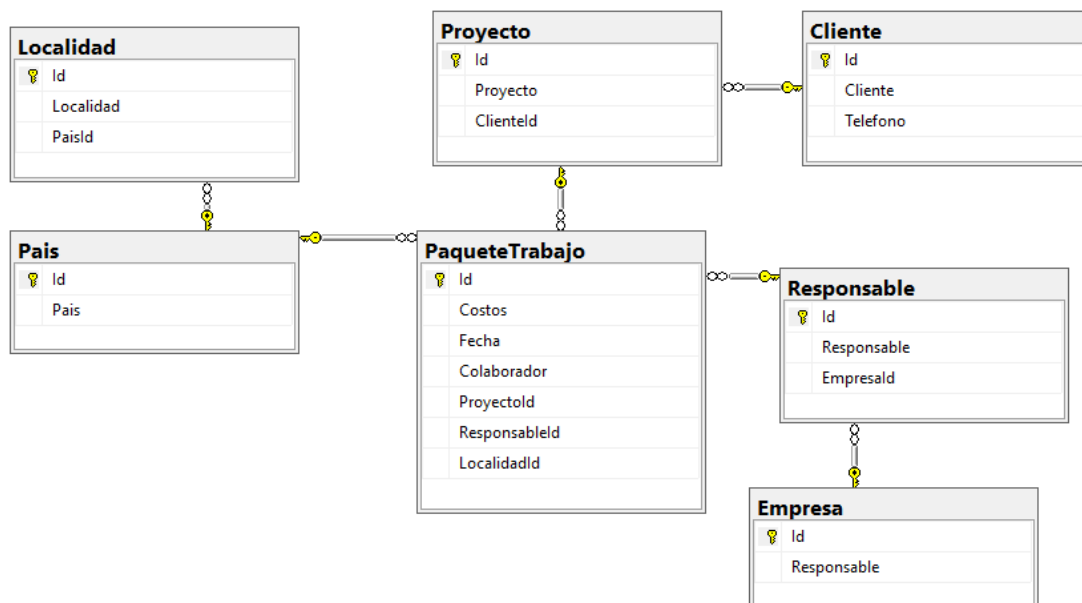 Localidad
Id
Localidad
PaisId
Proyecto
Id
Proyecto
ClienteId
Cliente
Id
Cliente
Telefono
Pais
Id
Pais
PaqueteTrabajo
Id
Costos
Fecha
Colaborador
ProyectoId
ResponsableId
LocalidadId
Responsable
Id
Responsable
EmpresaId
Empresa
Id
Responsable